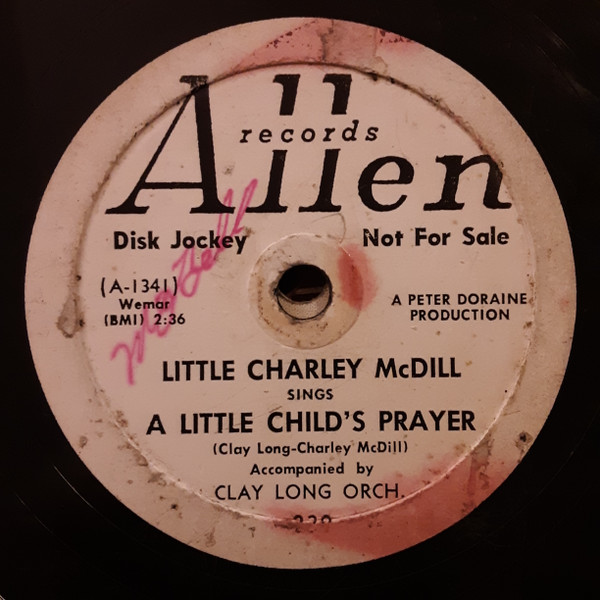 Allen
records
Disk Jockey Not For Sale
(A-1341)
Wemar
(BMI) 2:36
A PETER DORAINE
PRODUCTION
LITTLE CHARLEY McDILL
SINGS
A LITTLE CHILD'S PRAYER
(Clay Long-Charley McDill)
Accompanied by
CLAY LONG ORCH.